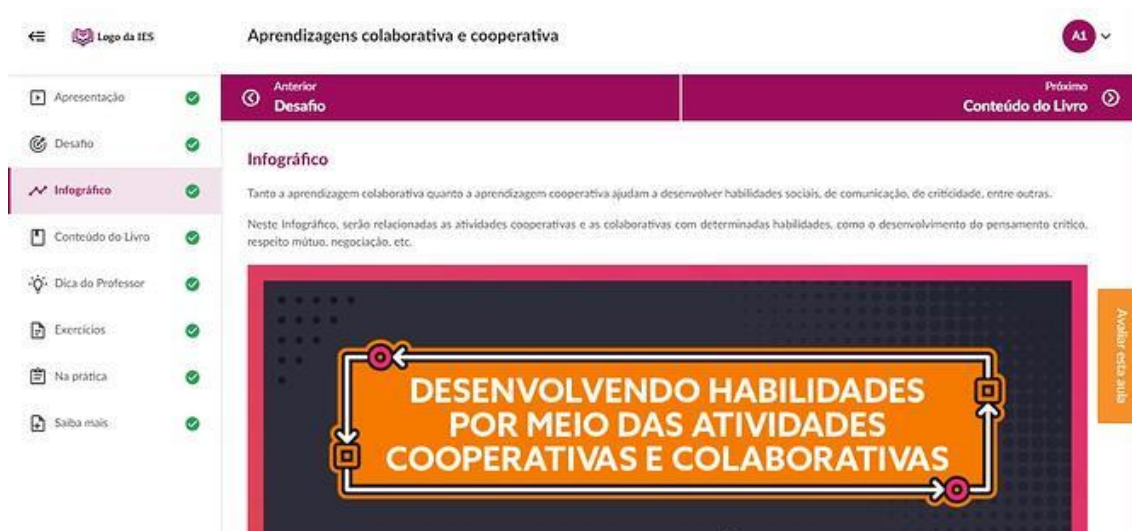 Logo da IES
Aprendizagens colaborativa e cooperativa
A1
Apresentação
Desafio
Infográfico
Conteúdo do Livro
Dica do Professor
Exercícios
Na prática
Saiba mais
Anterior
Desafio
Próximo
Conteúdo do Livro
Infográfico
Tanto a aprendizagem colaborativa quanto a aprendizagem cooperativa ajudam a desenvolver habilidades sociais, de comunicação, de criticidade, entre outras.
Neste Infográfico, serão relacionadas as atividades cooperativas e as colaborativas com determinadas habilidades, como o desenvolvimento do pensamento crítico,
respeito mútuo, negociação, etc.
DESENVOLVENDO HABILIDADES
POR MEIO DAS ATIVIDADES
COOPERATIVAS E COLABORATIVAS
Avaliar esta aula